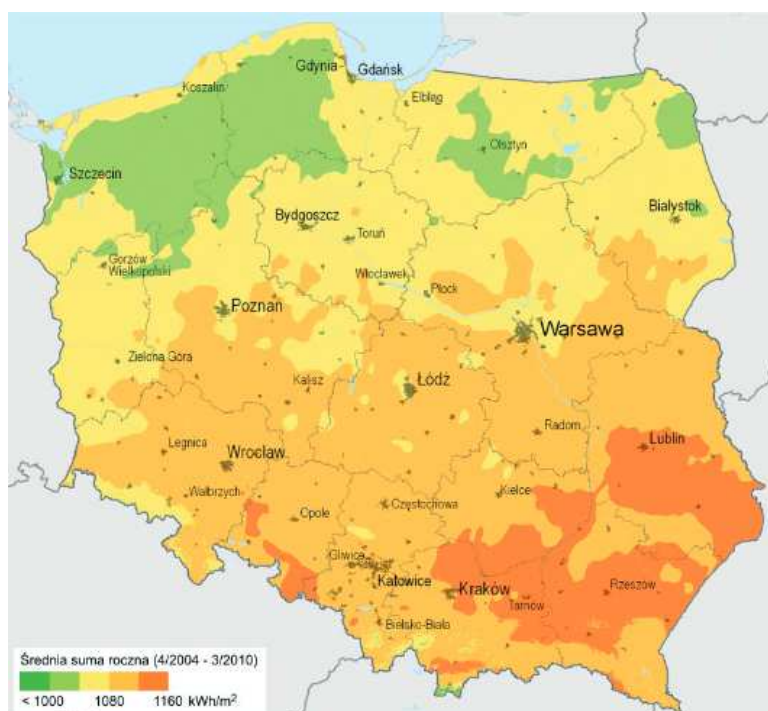 Gdynia
Gdańsk
Koszalin
Elbląg
Olsztyn
Szczecin
Białystok
Bydgoszcz
Toruń
Gorzów
Wielkopolski
Włocławek
Płock
Poznan
Warsawa
Zielona Góra
Kalisz
Łódź
Radom
Lublin
Legnica
Wrocław
Wałbrzych
Opole
Częstochowa
Kielce
Gliwice
Katowice
Kraków
Tarnów
Rzeszów
Bielsko-Biała
Średnia suma roczna (4/2004 - 3/2010)
< 1000 1080 1160 kWh/m²